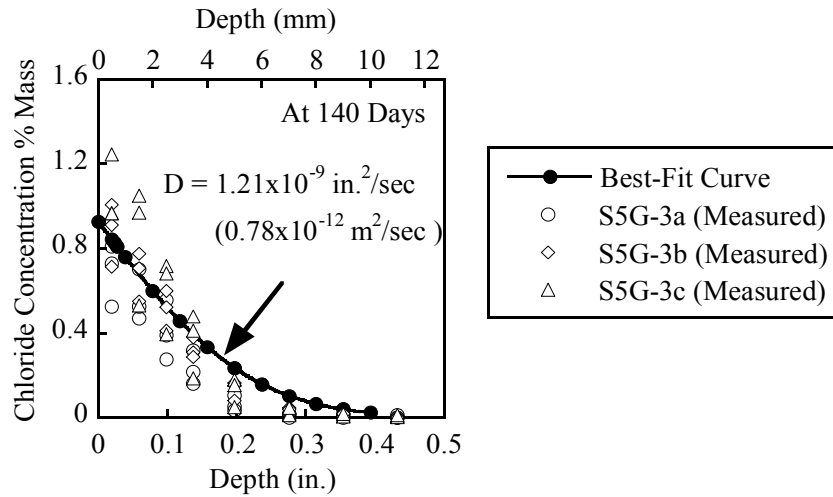 Depth (mm)
0 2 4 6 8 10 12
Chloride Concentration % Mass
1.6
1.2
0.8
0.4
0
At 140 Days
D = 1.21x10-9 in.2/sec
(0.78x10-12 m2/sec )
0 0.1 0.2 0.3 0.4 0.5
Depth (in.)
Best-Fit Curve
S5G-3a (Measured)
S5G-3b (Measured)
S5G-3c (Measured)